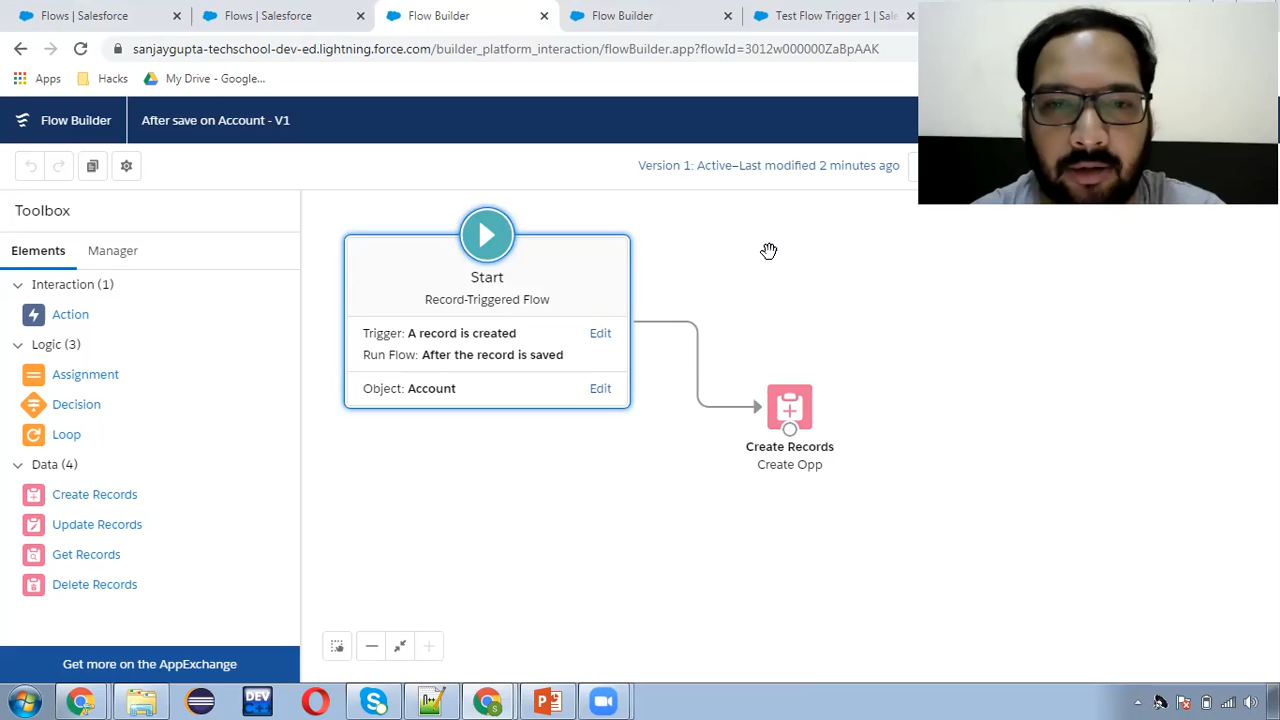 Flows | Salesforce
Flows | Salesforce
Flow Builder
Flow Builder
Test Flow Trigger 1 | Sale
sanjaygupta-techschool-dev-ed.lightning.force.com/builder_platform_interaction/flowBuilder.app?flowId=3012w000000ZaBpAAK
Apps
Hacks
My Drive - Google...
Flow Builder
After save on Account - V1
Version 1: Active–Last modified 2 minutes ago
Toolbox
Elements
Manager
Interaction (1)
Action
Logic (3)
Assignment
Decision
Loop
Data (4)
Create Records
Update Records
Get Records
Delete Records
Get more on the AppExchange
Start
Record-Triggered Flow
Trigger: A record is created
Edit
Run Flow: After the record is saved
Object: Account
Edit
Create Records
Create Opp
DEV
C++
S